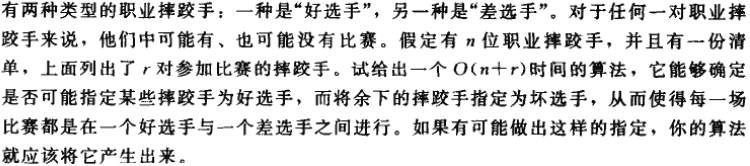 有两种类型的职业摔跤手：一种是“好选手”，另一种是“差选手”。对于任何一对职业摔
跤手来说，他们中可能有、也可能没有比赛。假定有 n 位职业摔跤手，并且有一份清
单，上面列出了 r 对参加比赛的摔跤手。试给出一个 O(n+r)时间的算法，它能够确定
是否可能指定某些摔跤手为好选手，而将余下的摔跤手指定为坏选手，从而使得每一场
比赛都是在一个好选手与一个差选手之间进行。如果有可能做出这样的指定，你的算法
就应该将它产生出来。